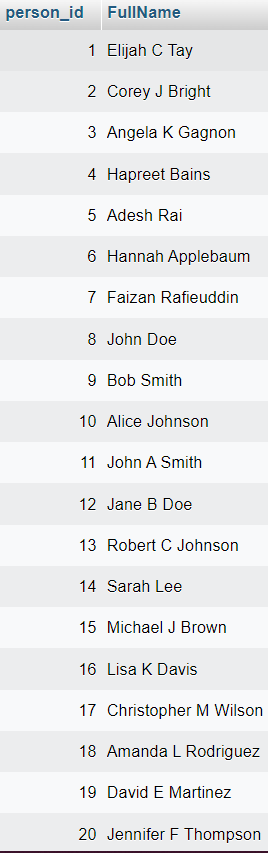 person_id FullName
1 Elijah C Tay
2 Corey J Bright
3 Angela K Gagnon
4 Hapreet Bains
5 Adesh Rai
6 Hannah Applebaum
7 Faizan Rafieuddin
8 John Doe
9 Bob Smith
10 Alice Johnson
11 John A Smith
12 Jane B Doe
13 Robert C Johnson
14 Sarah Lee
15 Michael J Brown
16 Lisa K Davis
17 Christopher M Wilson
18 Amanda L Rodriguez
19 David E Martinez
20 Jennifer F Thompson